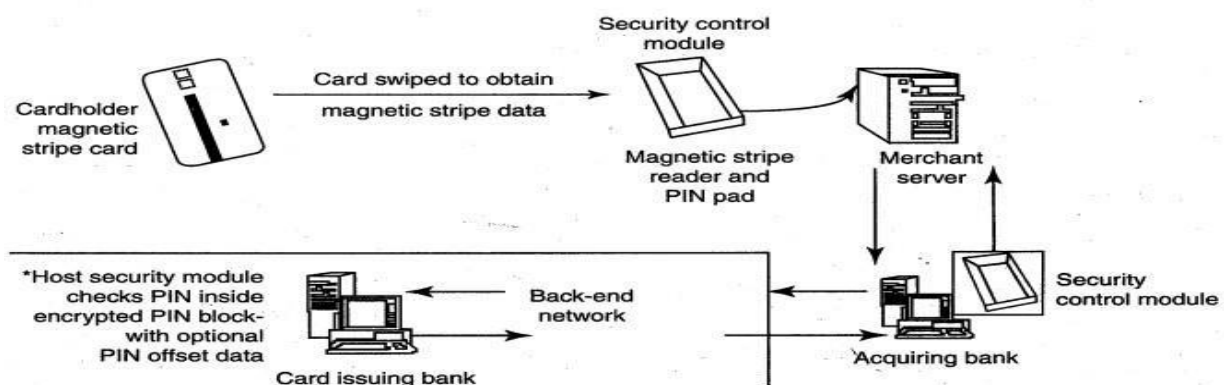 Security control
module
Card swiped to obtain
magnetic stripe data
Cardholder
magnetic
stripe card
Magnetic stripe
reader and
PIN pad
Merchant
server
*Host security module
checks PIN inside
encrypted PIN block-
with optional
PIN offset data
Back-end
network
Security
control module
Acquiring bank
Card issuing bank